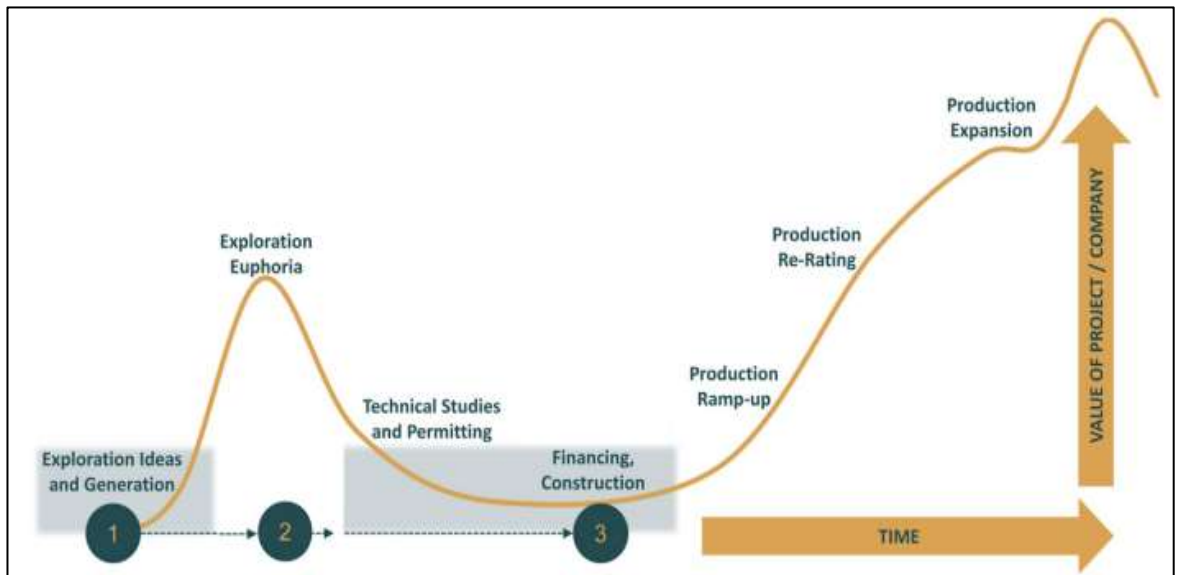 Production
Expansion
Exploration
Euphoria
Production
Re-Rating
Production
Ramp-up
Technical Studies
and Permitting
Exploration Ideas
and Generation
Financing,
Construction
1
2
3
TIME
VALUE OF PROJECT / COMPANY